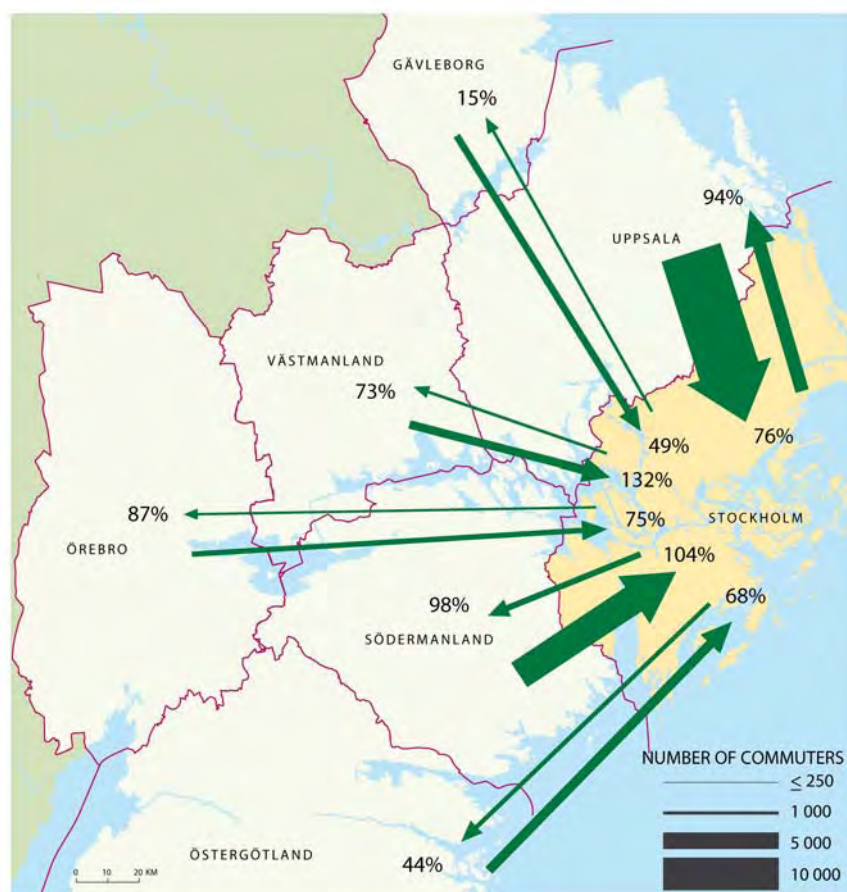 GÄVLEBORG
15%
94%
UPPSALA
VÄSTMANLAND
73%
49%
76%
132%
87%
75%
STOCKHOLM
ÖREBRO
104%
98%
68%
SÖDERMANLAND
NUMBER OF COMMUTERS
≤ 250
1 000
5 000
10 000
ÖSTERGÖTLAND
44%
0 10 20 KM